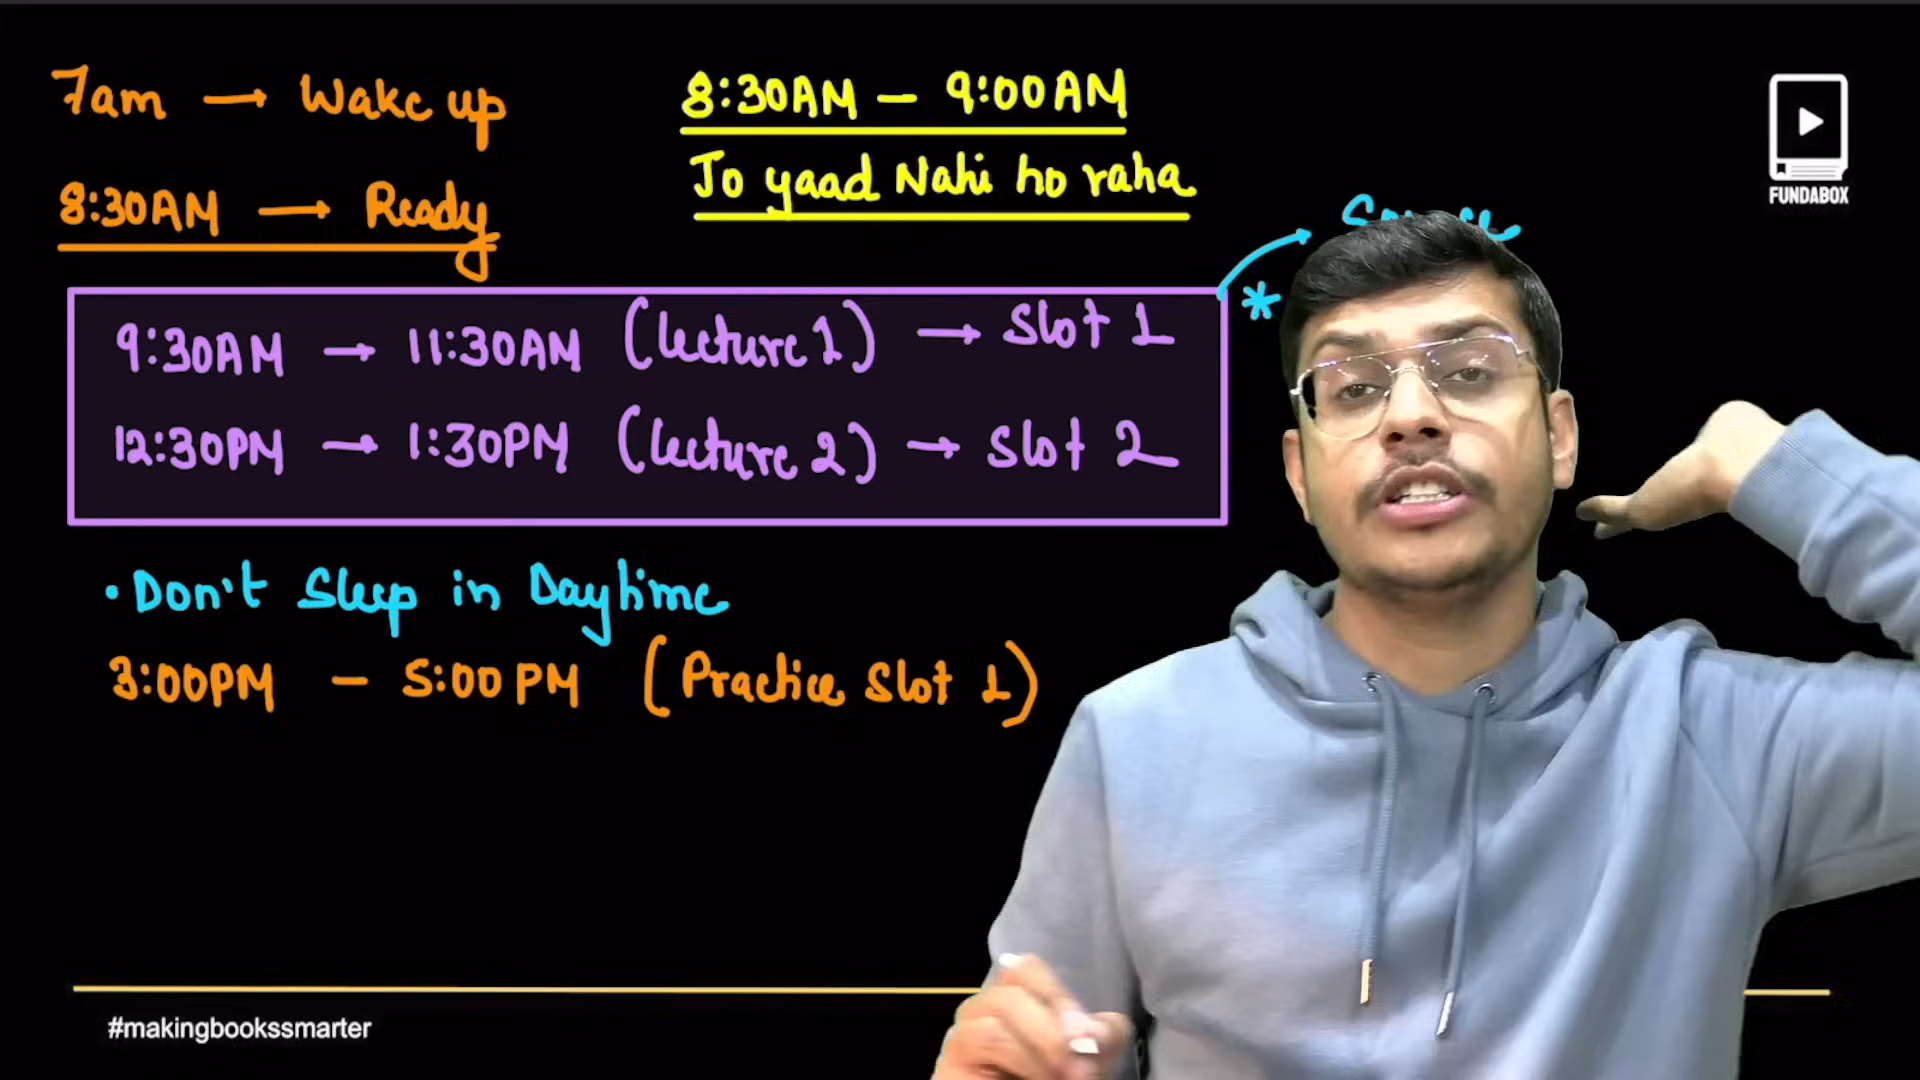 7am → Wake up
8:30AM → Ready
8:30AM – 9:00AM
Jo yaad Nahi ho raha
FUNDABOX
*
9:30AM → 11:30AM (lecture 1) → Slot 1
12:30PM → 1:30PM (lecture 2) → Slot 2
• Don't Sleep in Daytime
3:00PM – 5:00PM (Practice Slot 1)
#makingbookssmarter